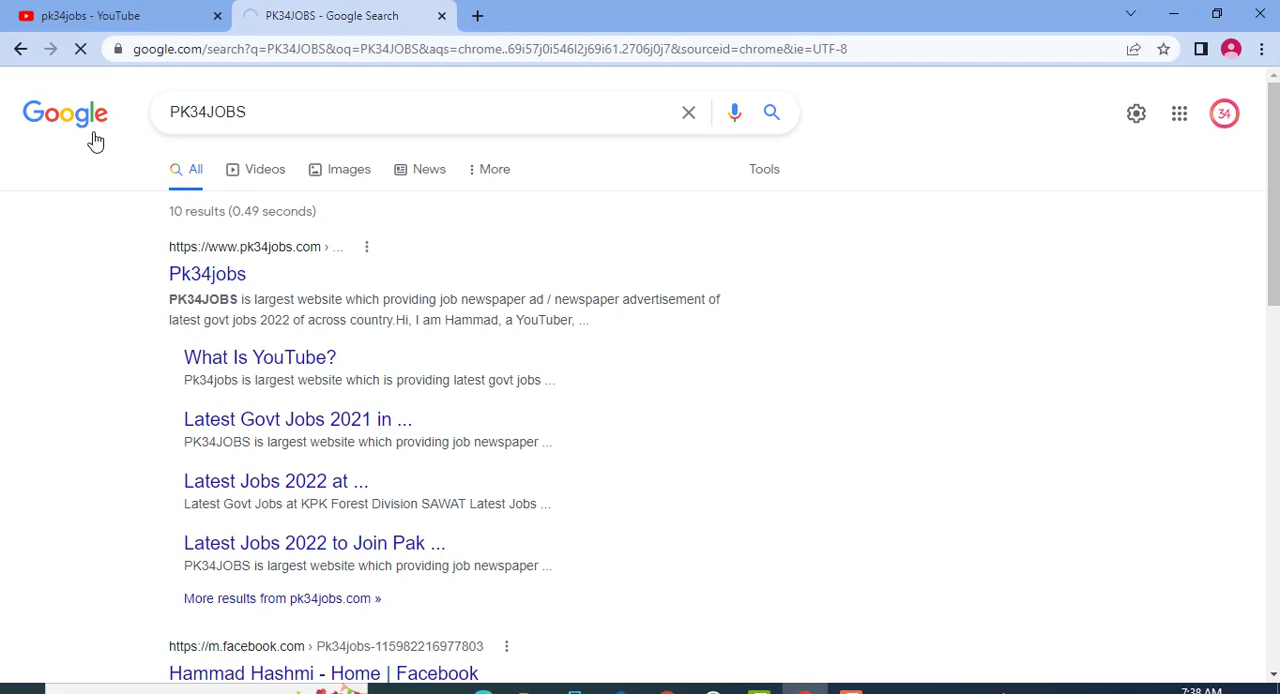 pk34jobs - YouTube
PK34JOBS - Google Search
google.com/search?q=PK34JOBS&oq=PK34JOBS&aqs=chrome..69i57j0i546l2j69i61.2706j0j7&sourceid=chrome&ie=UTF-8
Google
PK34JOBS
34
All Videos Images News More Tools
10 results (0.49 seconds)
https://www.pk34jobs.com › ...
Pk34jobs
PK34JOBS is largest website which providing job newspaper ad / newspaper advertisement of
latest govt jobs 2022 of across country.Hi, I am Hammad, a YouTuber, ...
What Is YouTube?
Pk34jobs is largest website which is providing latest govt jobs ...
Latest Govt Jobs 2021 in ...
PK34JOBS is largest website which providing job newspaper ...
Latest Jobs 2022 at ...
Latest Govt Jobs at KPK Forest Division SAWAT Latest Jobs ...
Latest Jobs 2022 to Join Pak ...
PK34JOBS is largest website which providing job newspaper ...
More results from pk34jobs.com »
https://m.facebook.com › Pk34jobs-115982216977803
Hammad Hashmi - Home | Facebook
7:38 AM